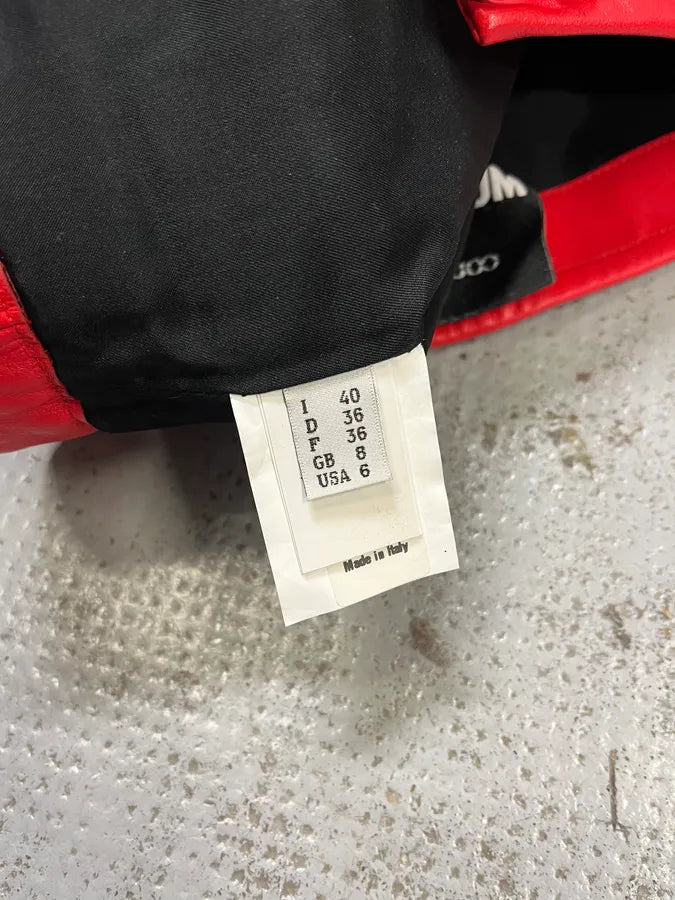 I 40
D 36
F 36
GB 8
USA 6
Made in Italy